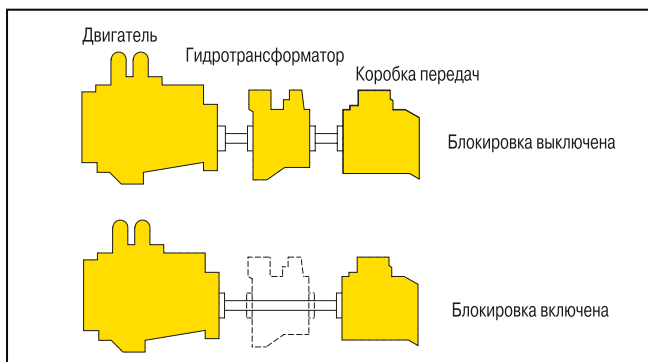 Двигатель
Гидротрансформатор
Коробка передач
Блокировка выключена
Блокировка включена